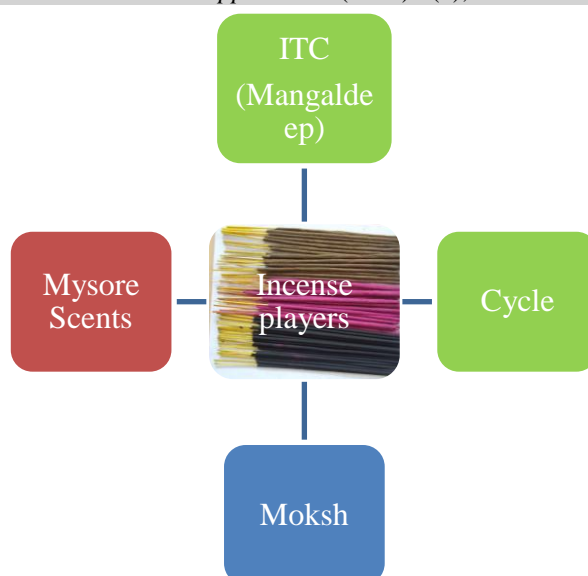 ITC
(Mangalde
ep)
Mysore
Scents
Incense
players
Cycle
Moksh